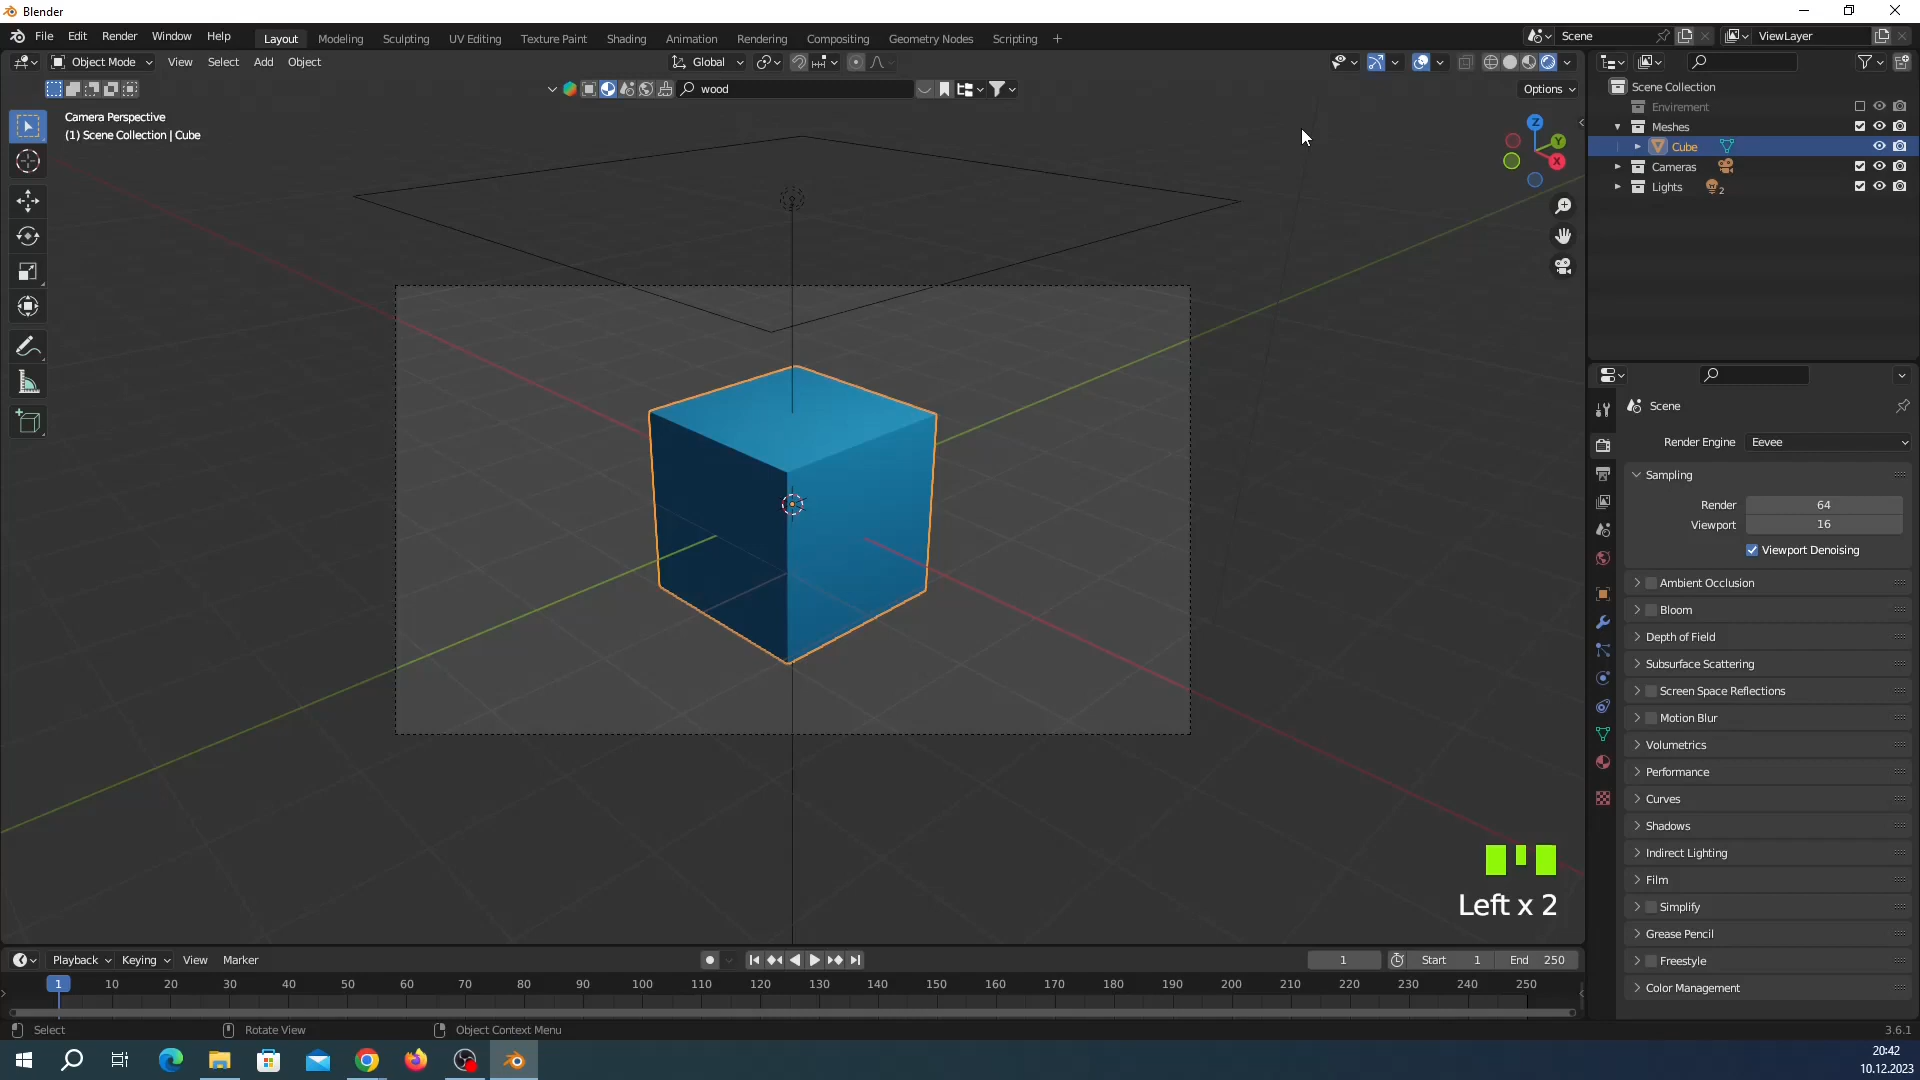 Blender
File Edit Render Window Help Layout Modeling Sculpting UV Editing Texture Paint Shading Animation Rendering Compositing Geometry Nodes Scripting + Scene ViewLayer
Object Mode View Select Add Object Global
wood Options
Camera Perspective
(1) Scene Collection | Cube
Z
Y
X
Scene Collection
Envirement
Meshes
Cube
Cameras
Lights 2
Scene
Render Engine Eevee
Sampling
Render 64
Viewport 16
Viewport Denoising
Ambient Occlusion
Bloom
Depth of Field
Subsurface Scattering
Screen Space Reflections
Motion Blur
Volumetrics
Performance
Curves
Shadows
Indirect Lighting
Film
Simplify
Grease Pencil
Freestyle
Color Management
Left x 2
Playback Keying View Marker 1 Start 1 End 250
1 10 20 30 40 50 60 70 80 90 100 110 120 130 140 150 160 170 180 190 200 210 220 230 240 250
Select Rotate View Object Context Menu 3.6.1
20:42
10.12.2023